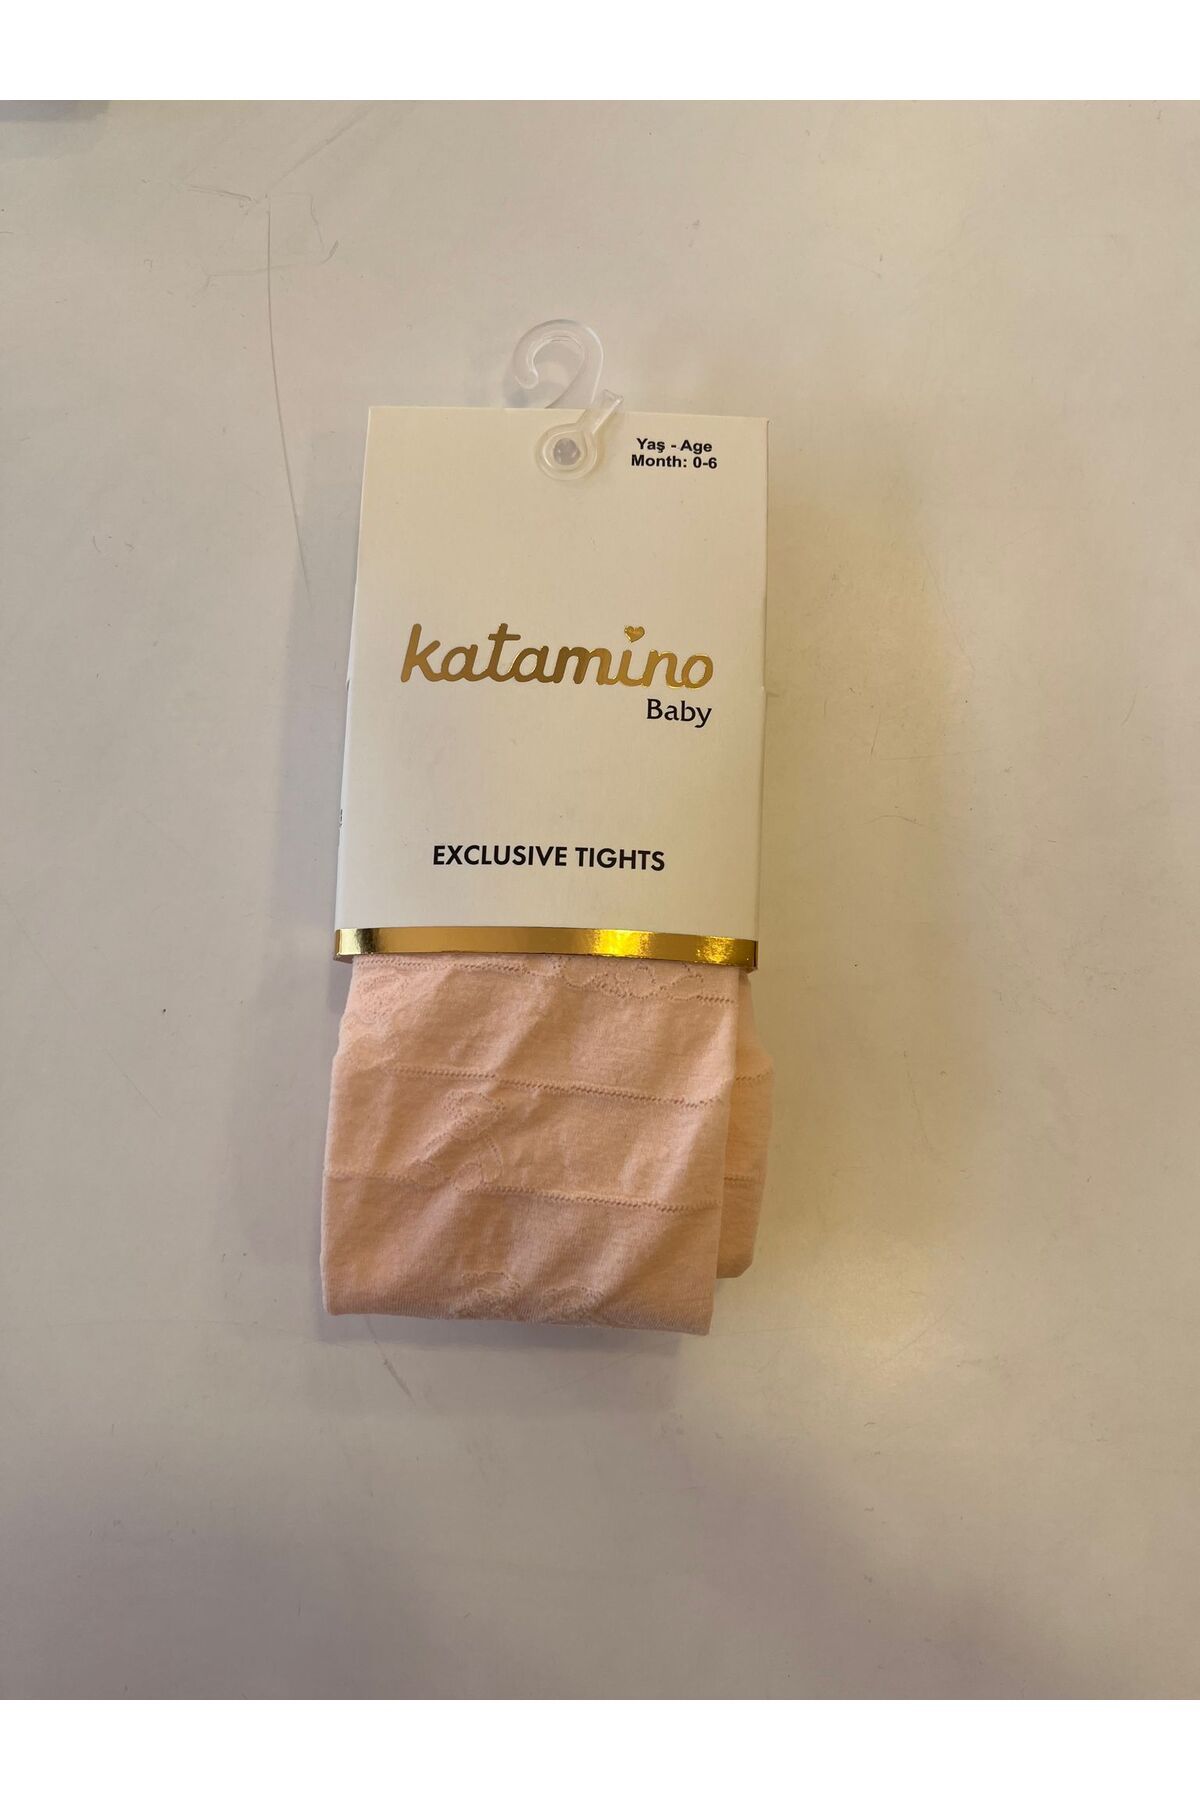 Yaş - Age
Month: 0-6
katamino
Baby
EXCLUSIVE TIGHTS